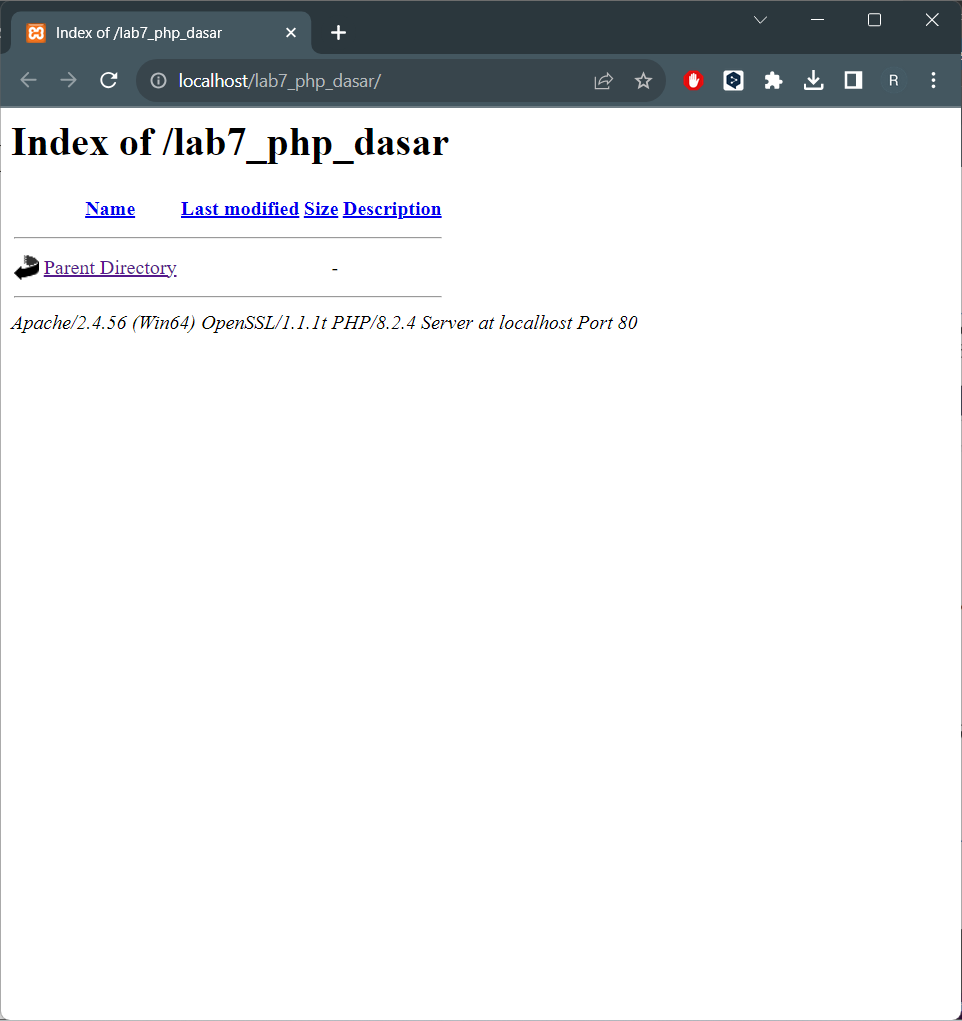 Index of /lab7_php_dasar
localhost/lab7_php_dasar/
R
Index of /lab7_php_dasar
Name Last modified Size Description
Parent Directory -
Apache/2.4.56 (Win64) OpenSSL/1.1.1t PHP/8.2.4 Server at localhost Port 80